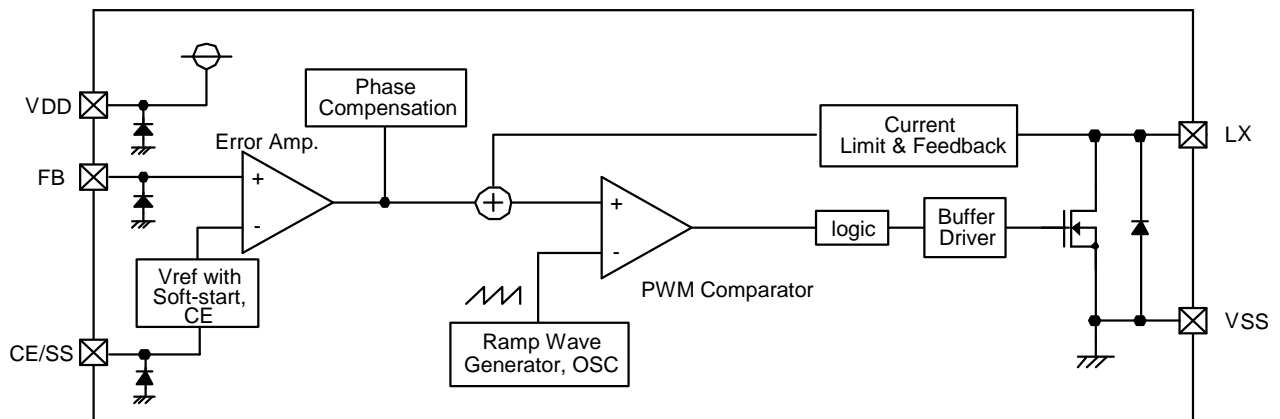 VDD
Phase
Compensation
Error Amp.
FB
+
-
Vref with
Soft-start,
CE
CE/SS
+
Current
Limit & Feedback
LX
+
-
PWM Comparator
logic
Buffer
Driver
Ramp Wave
Generator, OSC
VSS